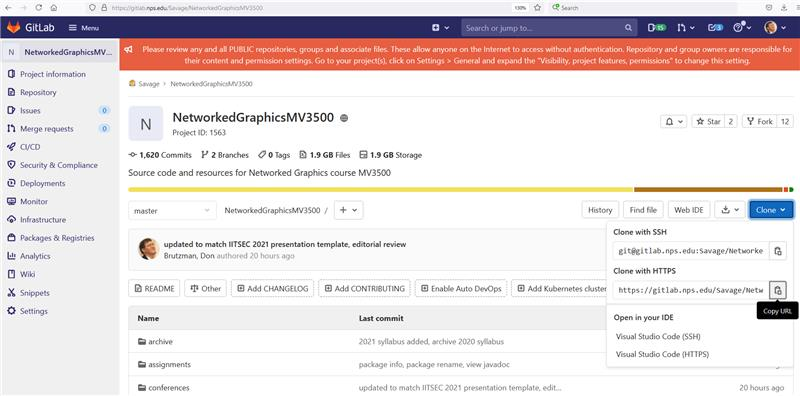 https://gitlab.nps.edu/Savage/NetworkedGraphicsMV3500
130%
Search
GitLab
Menu
Search or jump to...
15
3
N NetworkedGraphicsMV...
Please review any and all PUBLIC repositories, groups and associate files. These allow anyone on the Internet to access without authentication. Repository and group owners are responsible for
their content and permission settings. Go to your project(s), click on Settings > General and expand the "Visibility, project features, permissions" to change this setting.
Project information
Repository
Issues 0
Merge requests 0
CI/CD
Security & Compliance
Deployments
Monitor
Infrastructure
Packages & Registries
Analytics
Wiki
Snippets
Settings
Savage > NetworkedGraphicsMV3500
N
NetworkedGraphicsMV3500
Project ID: 1563
Star 2
Fork 12
1,620 Commits 2 Branches 0 Tags 1.9 GB Files 1.9 GB Storage
Source code and resources for Networked Graphics course MV3500
master
NetworkedGraphicsMV3500 / +
History
Find file
Web IDE
Clone
updated to match IITSEC 2021 presentation template, editorial review
Brutzman, Don authored 20 hours ago
README
Other
Add CHANGELOG
Add CONTRIBUTING
Enable Auto DevOps
Add Kubernetes cluster
Clone with SSH
git@gitlab.nps.edu:Savage/Networke
Clone with HTTPS
https://gitlab.nps.edu/Savage/Netw
Copy URL
Open in your IDE
Visual Studio Code (SSH)
Visual Studio Code (HTTPS)
Name Last commit
archive 2021 syllabus added, archive 2020 syllabus
assignments package info, package rename, view javadoc
conferences updated to match IITSEC 2021 presentation template, edit... 20 hours ago